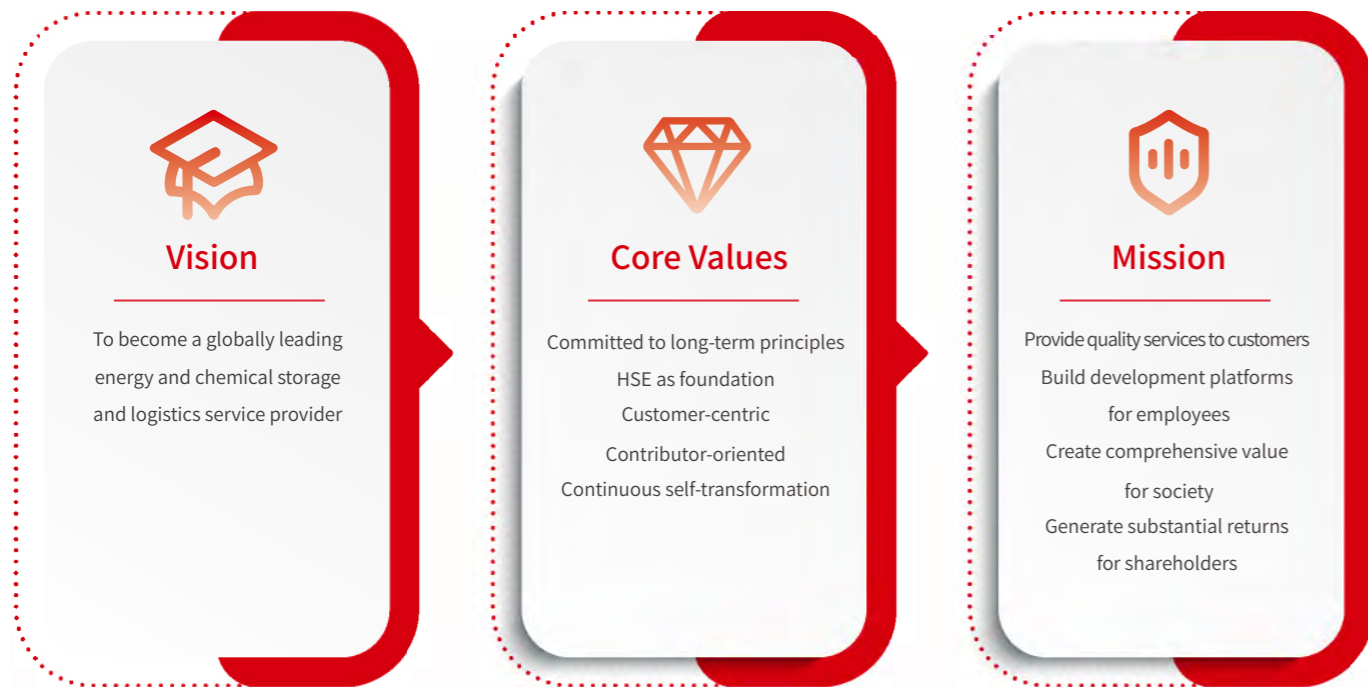 Vision
To become a globally leading
energy and chemical storage
and logistics service provider
Core Values
Committed to long-term principles
HSE as foundation
Customer-centric
Contributor-oriented
Continuous self-transformation
Mission
Provide quality services to customers
Build development platforms
for employees
Create comprehensive value
for society
Generate substantial returns
for shareholders